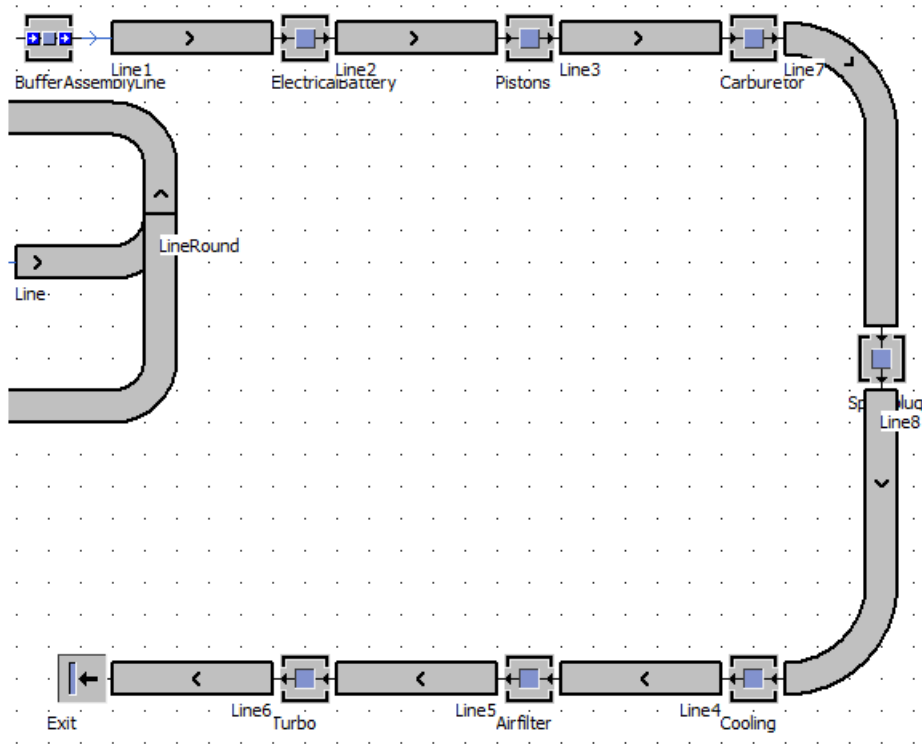 Line1
Line2
Line3
Line7
BufferAssemblyLine
ElectricalBattery
Pistons
Carburetor
LineRound
Line
Line8
Line6
Line5
Line4
Exit
Turbo
Airfilter
Cooling